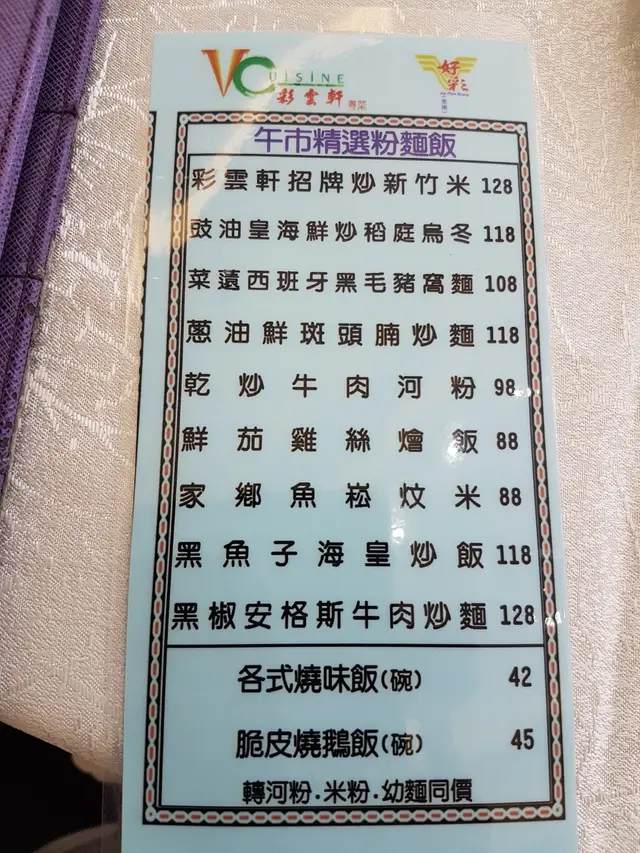 VCUISINE
彩雲軒 粵菜
好彩
午市精選粉麵飯
彩雲軒招牌炒新竹米 128
豉油皇海鮮炒稻庭烏冬 118
菜薳西班牙黑毛豬窩麵 108
蔥油鮮斑頭腩炒麵 118
乾炒牛肉河粉 98
鮮茄雞絲燴飯 88
家鄉魚崧炆米 88
黑魚子海皇炒飯 118
黑椒安格斯牛肉炒麵 128
各式燒味飯(碗) 42
脆皮燒鵝飯(碗) 45
轉河粉.米粉.幼麵同價